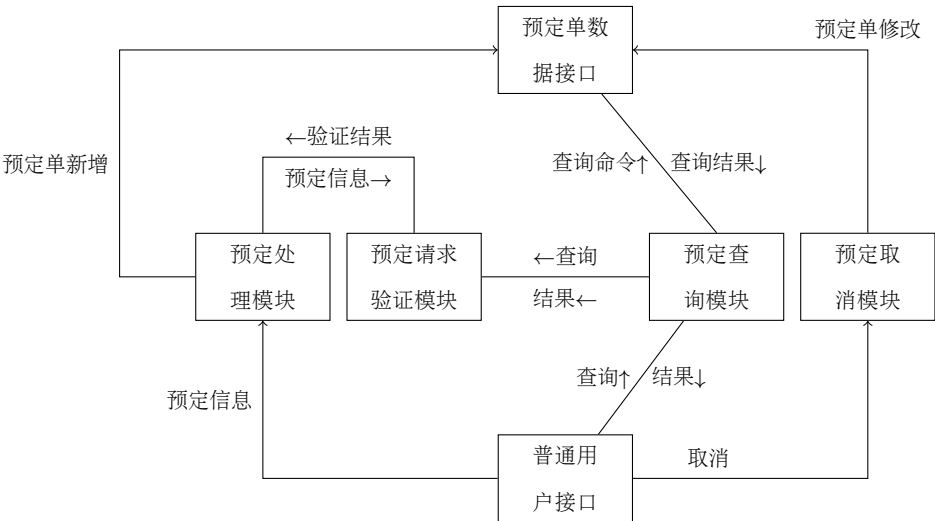 预定单数
据接口
预定单修改
←验证结果
预定单新增
预定信息→
查询命令↑
查询结果↓
预定处
理模块
预定请求
验证模块
←查询
结果←
预定查
询模块
预定取
消模块
查询↑
结果↓
预定信息
普通用
户接口
取消